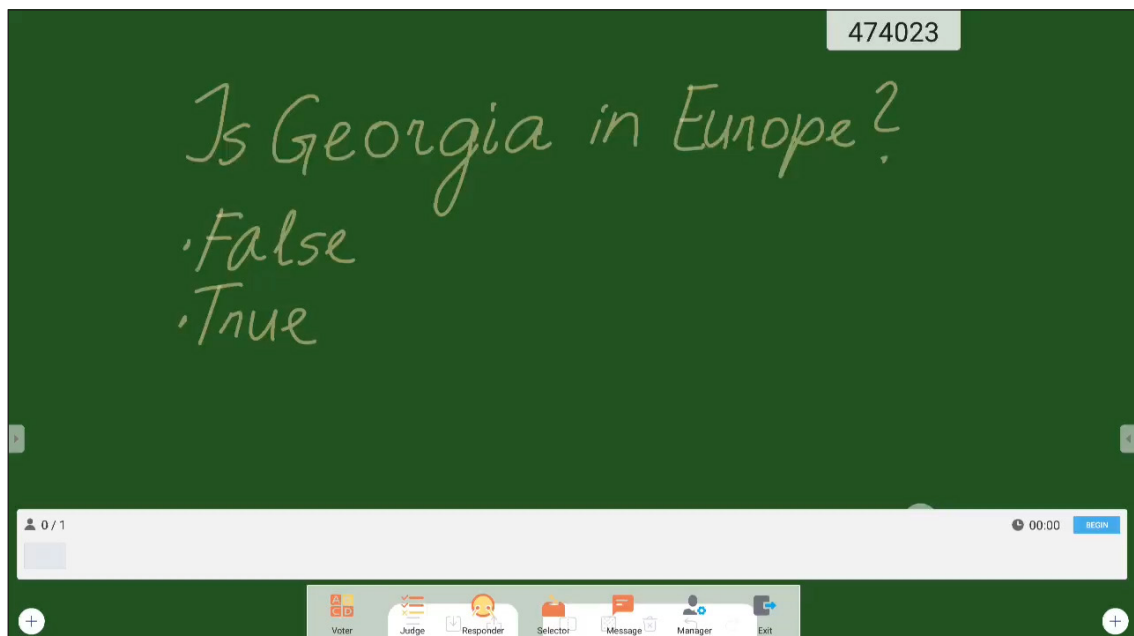 474023
Is Georgia in Europe?
·False
·True
0 / 1
00:00 BEGIN
A
C D
Voter Judge Responder Selector Message Manager Exit